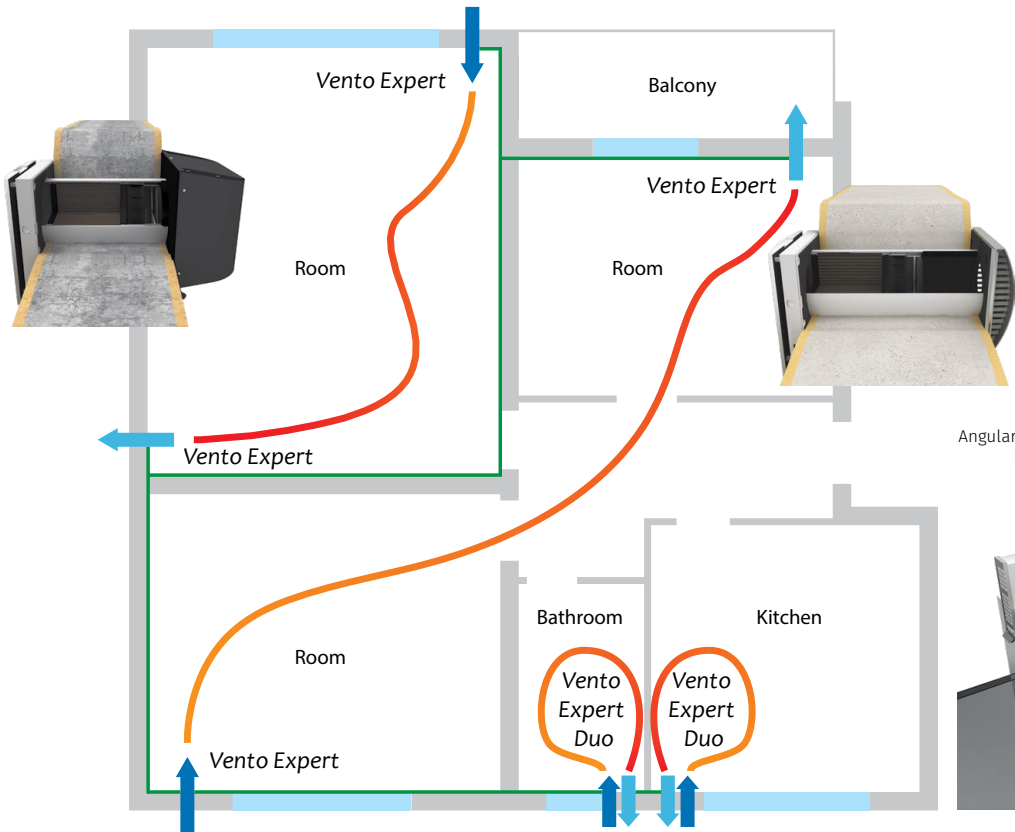 Vento Expert
Balcony
Vento Expert
Room
Room
Angular
Vento Expert
Bathroom
Kitchen
Room
Vento
Expert
Duo
Vento
Expert
Duo
Vento Expert